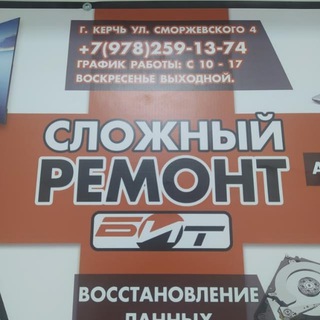 Г. КЕРЧЬ УЛ. СМОРЖЕВСКОГО 4
+7(978)259-13-74
ГРАФИК РАБОТЫ: С 10 - 17
ВОСКРЕСЕНЬЕ ВЫХОДНОЙ.
СЛОЖНЫЙ
РЕМОНТ
БИТ
ВОССТАНОВЛЕНИЕ
ДАННЫХ